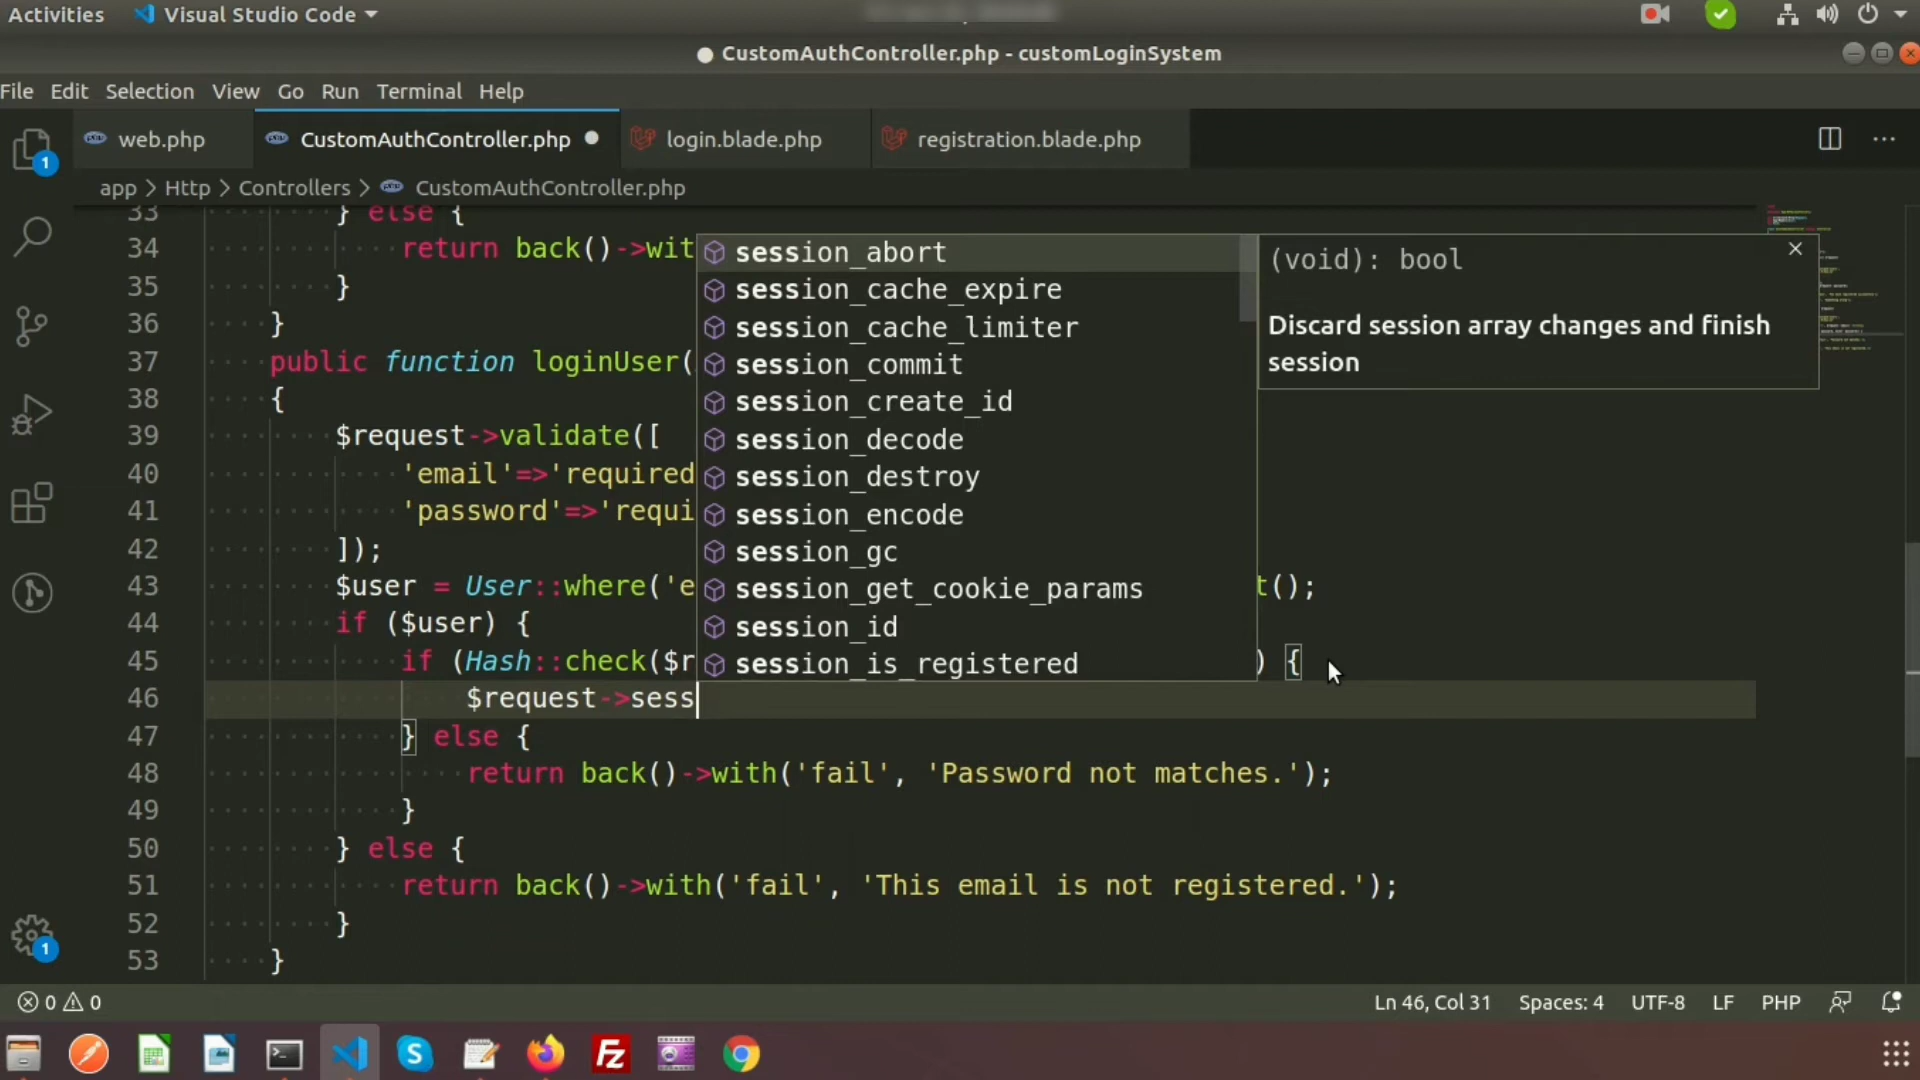 Activities
Visual Studio Code
● CustomAuthController.php - customLoginSystem
File Edit Selection View Go Run Terminal Help
web.php
CustomAuthController.php
login.blade.php
registration.blade.php
app > Http > Controllers > CustomAuthController.php
33 } else {
34 return back()->wit
35 }
36 }
37 public function loginUser(
38 {
39 $request->validate([
40 'email'=>'required
41 'password'=>'requi
42 ]);
43 $user = User::where('e t();
44 if ($user) {
45 if (Hash::check($r ) {
46 $request->sess
47 } else {
48 return back()->with('fail', 'Password not matches.');
49 }
50 } else {
51 return back()->with('fail', 'This email is not registered.');
52 }
53 }
session_abort
session_cache_expire
session_cache_limiter
session_commit
session_create_id
session_decode
session_destroy
session_encode
session_gc
session_get_cookie_params
session_id
session_is_registered
(void): bool
Discard session array changes and finish
session
1
1
0 0
Ln 46, Col 31 Spaces: 4 UTF-8 LF PHP
S
Fz